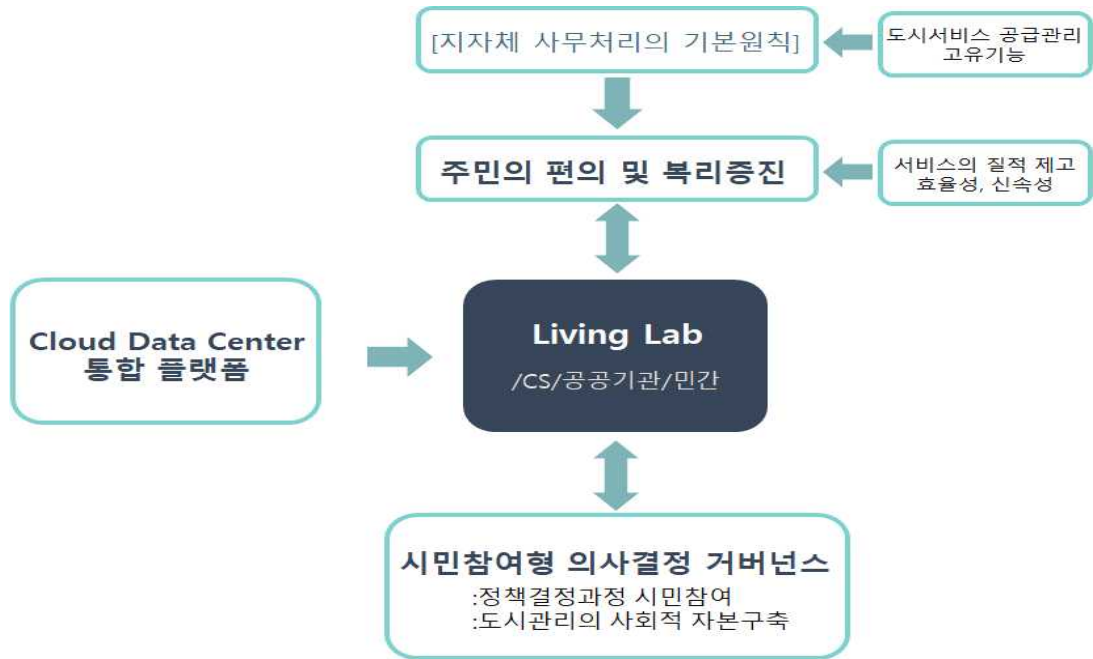 [지자체 사무처리의 기본원칙]
도시서비스 공급관리
고유기능
주민의 편의 및 복리증진
서비스의 질적 제고
효율성, 신속성
Cloud Data Center
통합 플랫폼
Living Lab
/CS/공공기관/민간
시민참여형 의사결정 거버넌스
:정책결정과정 시민참여
:도시관리의 사회적 자본구축